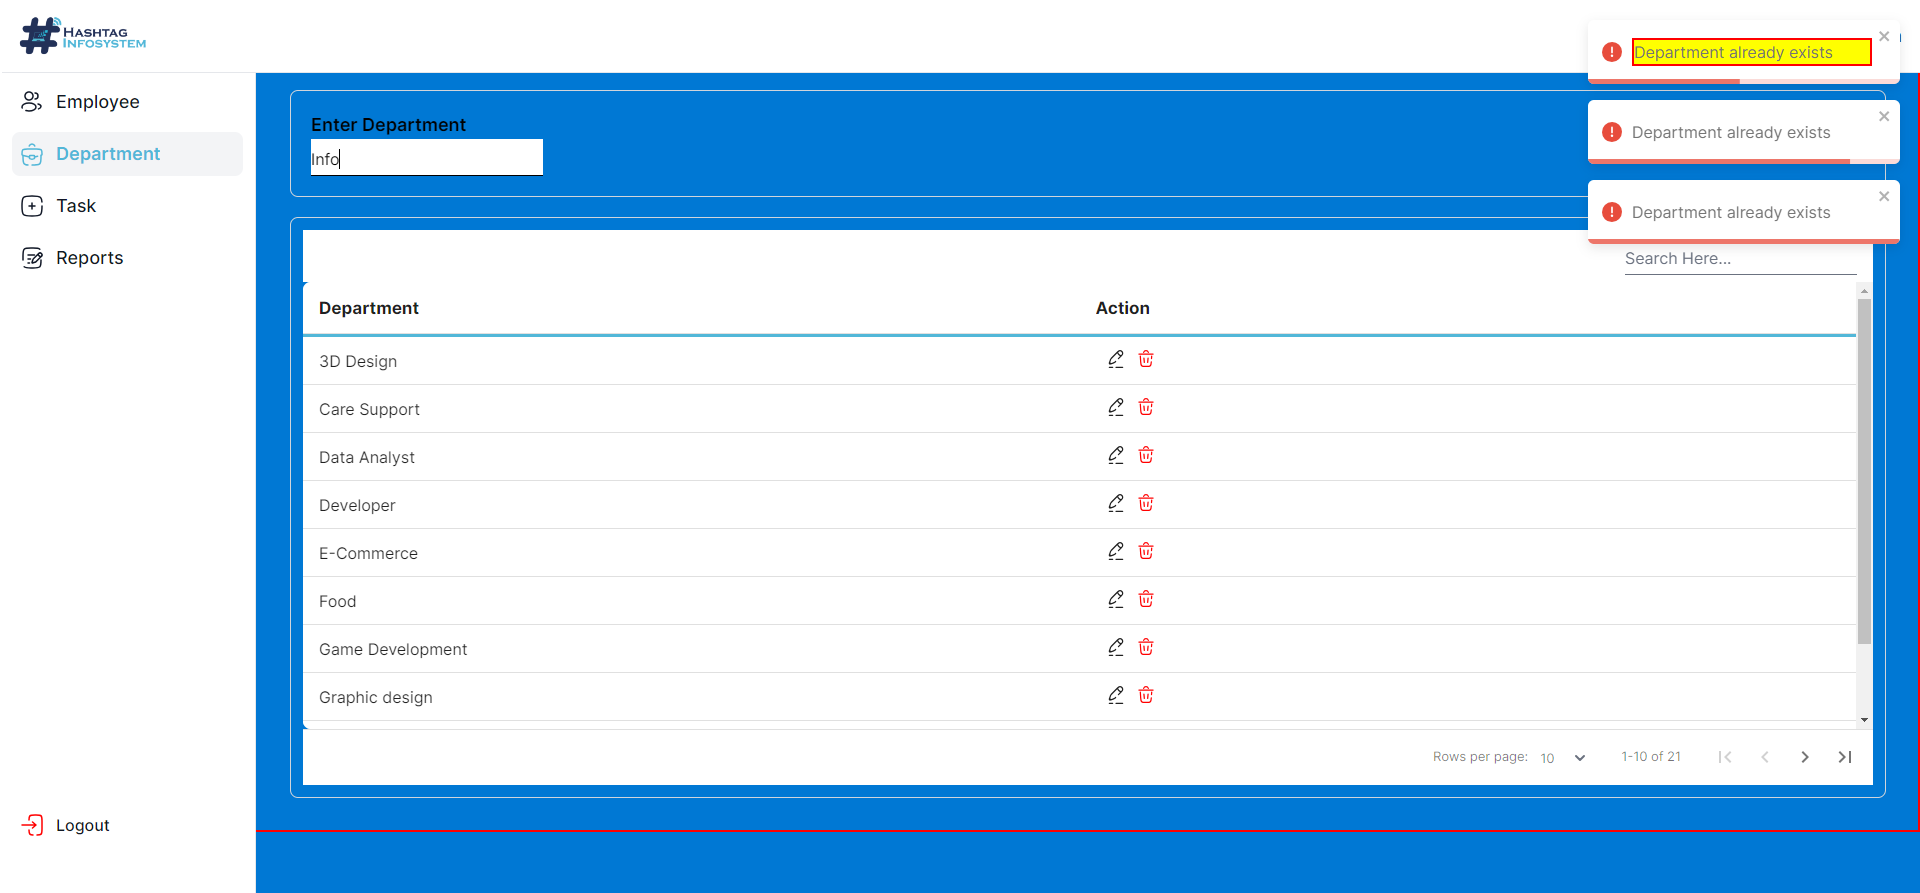 HASHTAG
INFOSYSTEM
Employee
Department
Task
Reports
Logout
Enter Department
Info
Department already exists
Department already exists
Department already exists
Search Here...
Department Action
3D Design
Care Support
Data Analyst
Developer
E-Commerce
Food
Game Development
Graphic design
Rows per page: 10 1-10 of 21